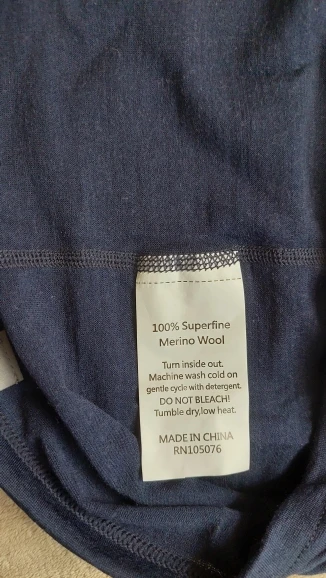 100% Superfine
Merino Wool
Turn inside out.
Machine wash cold on
gentle cycle with detergent.
DO NOT BLEACH!
Tumble dry,low heat.
MADE IN CHINA
RN105076